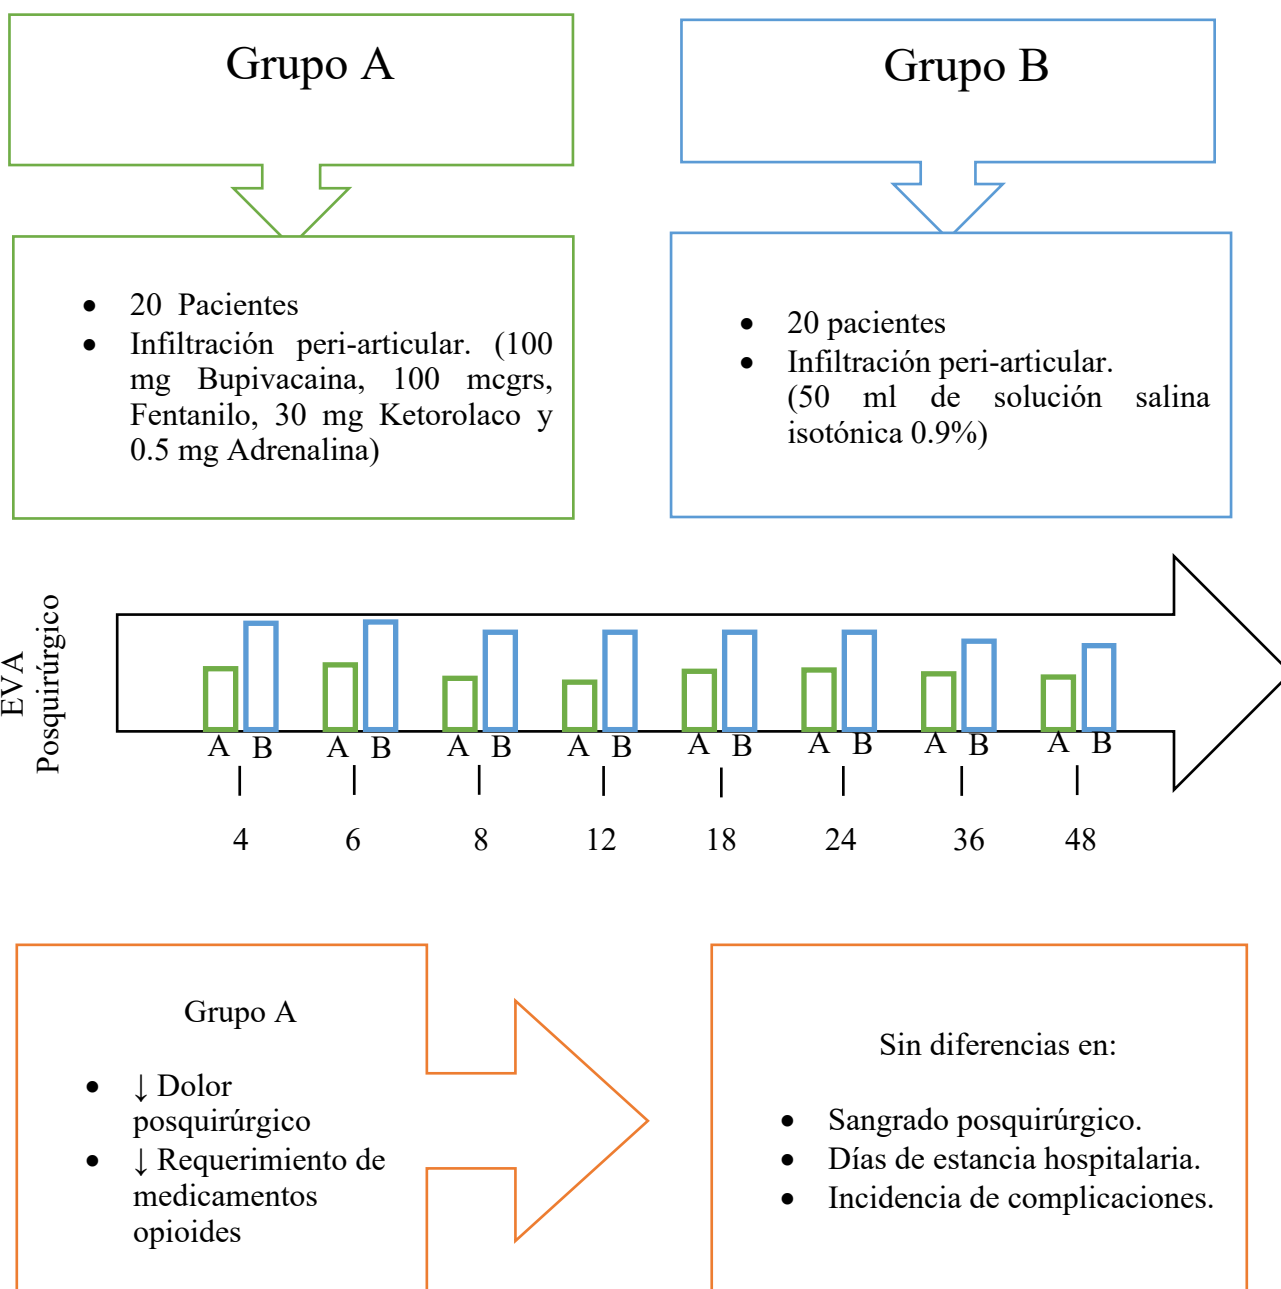 Grupo A
• 20 Pacientes
• Infiltración peri-articular. (100
mg Bupivacaina, 100 mcgrs,
Fentanilo, 30 mg Ketorolaco y
0.5 mg Adrenalina)
Grupo B
• 20 pacientes
• Infiltración peri-articular.
(50 ml de solución salina
isotónica 0.9%)
EVA
Posquirúrgico
A B A B A B A B A B A B A B A B
4 6 8 12 18 24 36 48
Grupo A
• ↓ Dolor
posquirúrgico
• ↓ Requerimiento de
medicamentos
opioides
Sin diferencias en:
• Sangrado posquirúrgico.
• Días de estancia hospitalaria.
• Incidencia de complicaciones.